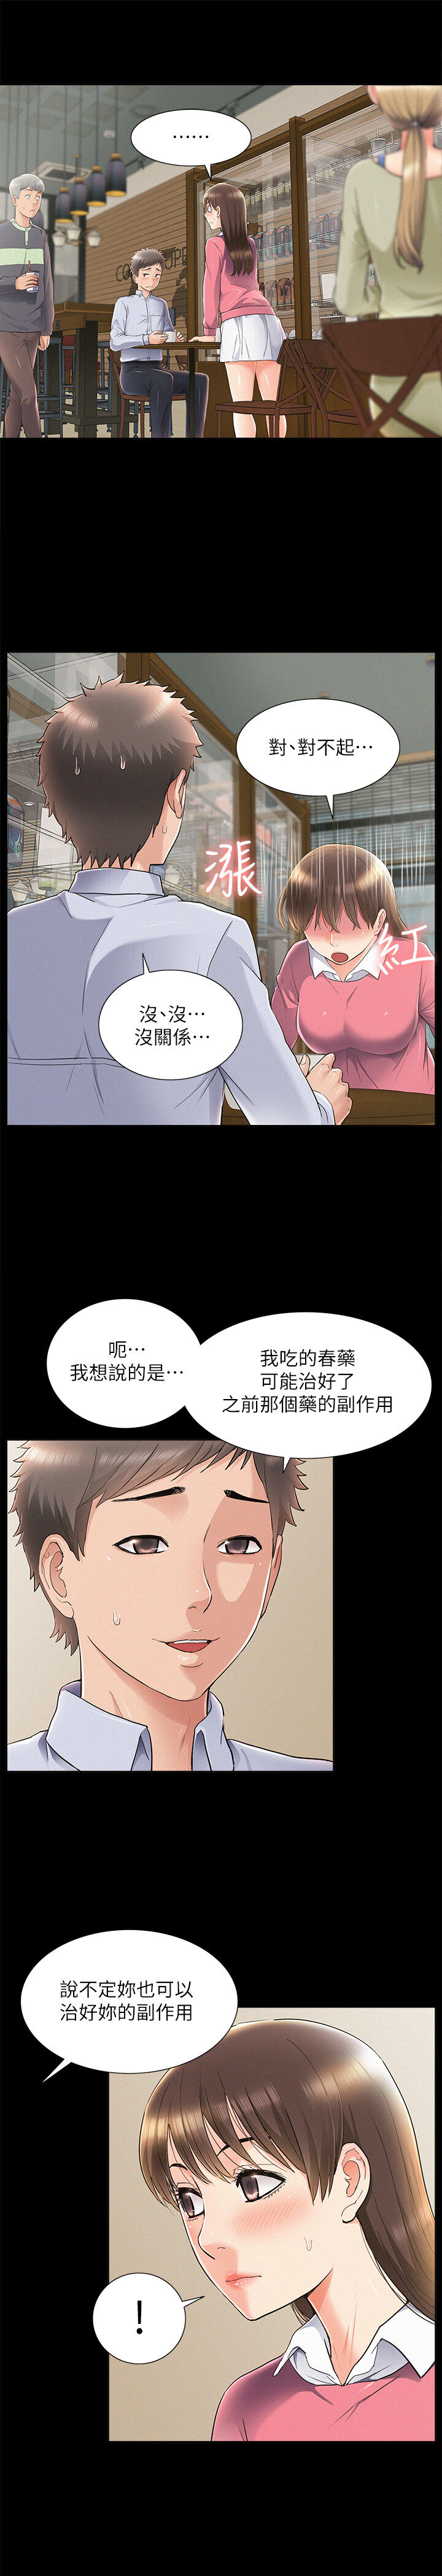 ……
對、對不起…
漲
紅
沒、沒…
沒關係…
呃…
我想說的是…
我吃的春藥
可能治好了
之前那個藥的副作用
說不定妳也可以
治好妳的副作用
！